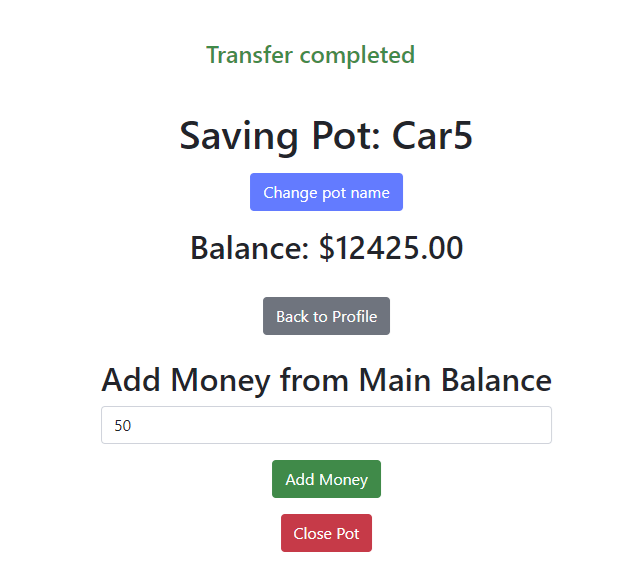 Transfer completed
Saving Pot: Car5
Change pot name
Balance: $12425.00
Back to Profile
Add Money from Main Balance
50
Add Money
Close Pot